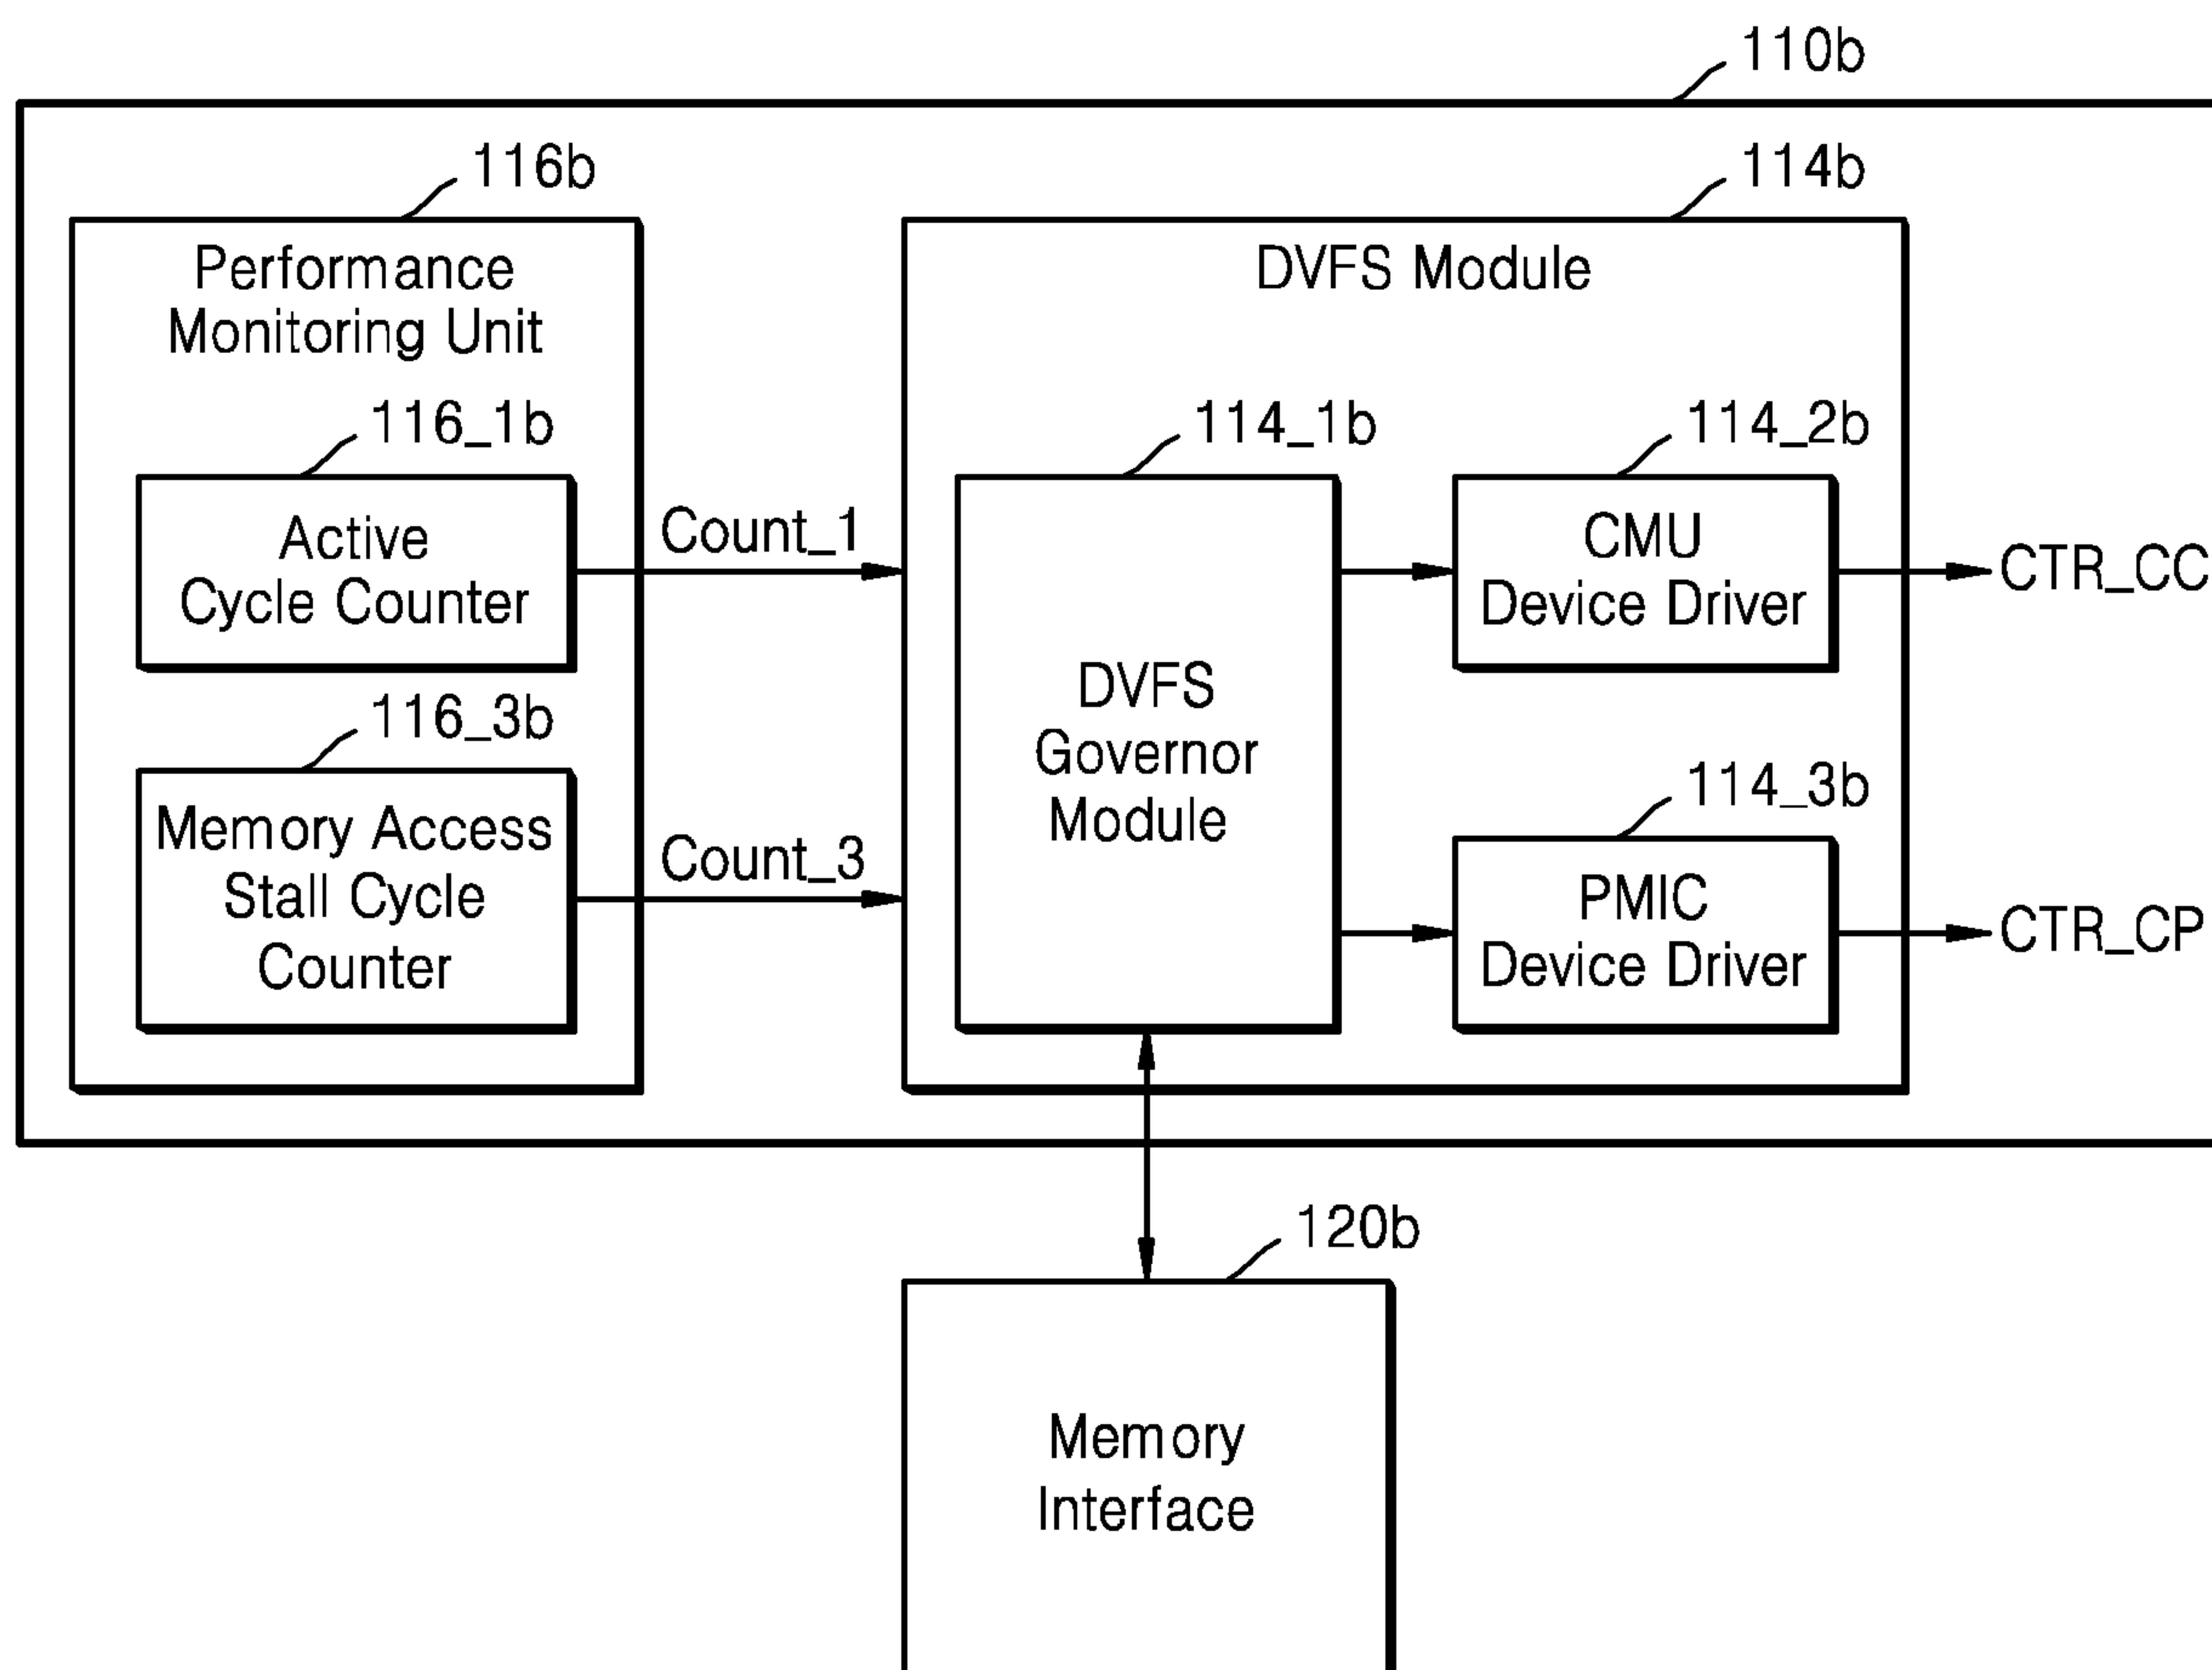 110b
116b
114b
Performance
Monitoring Unit
DVFS Module
116_1b
114_1b
114_2b
Active
Cycle Counter
Count_1
CMU
Device Driver
CTR_CC
116_3b
DVFS
Governor
Module
114_3b
Memory Access
Stall Cycle
Counter
Count_3
PMIC
Device Driver
CTR_CP
120b
Memory
Interface